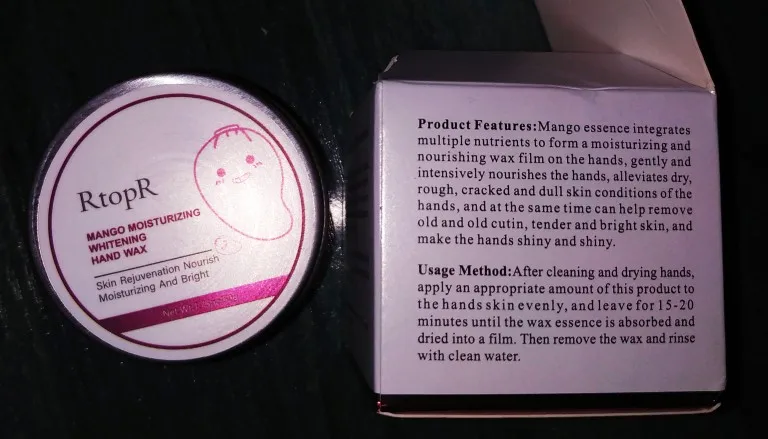 RtopR
MANGO MOISTURIZING
WHITENING
HAND WAX
Skin Rejuvenation Nourish
Moisturizing And Bright
Net Wt
Product Features:Mango essence integrates
multiple nutrients to form a moisturizing and
nourishing wax film on the hands, gently and
intensively nourishes the hands, alleviates dry,
rough, cracked and dull skin conditions of the
hands, and at the same time can help remove
old and old cutin, tender and bright skin, and
make the hands shiny and shiny.
Usage Method:After cleaning and drying hands,
apply an appropriate amount of this product to
the hands skin evenly, and leave for 15-20
minutes until the wax essence is absorbed and
dried into a film. Then remove the wax and rinse
with clean water.